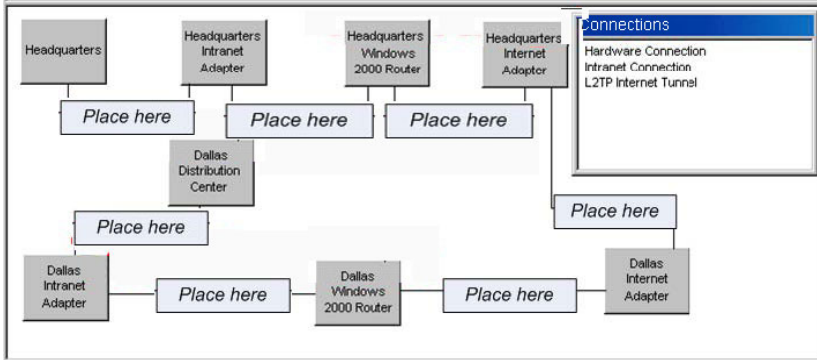 Connections
Hardware Connection
Intranet Connection
L2TP Internet Tunnel
Headquarters
Headquarters
Intranet
Adapter
Headquarters
Windows
2000 Router
Headquarters
Internet
Adaptor
Place here
Place here
Place here
Dallas
Distribution
Center
Place here
Place here
Dallas
Intranet
Adapter
Place here
Dallas
Windows
2000 Router
Place here
Dallas
Internet
Adapter